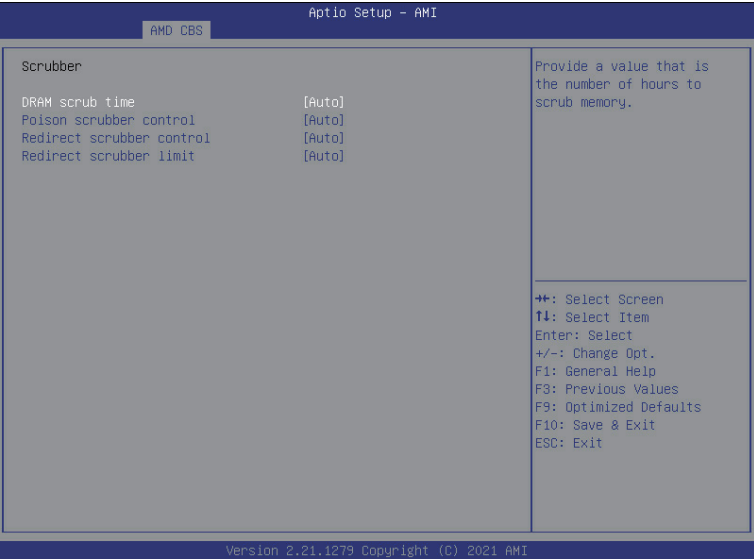 Aptio Setup – AMI
AMD CBS
Scrubber
DRAM scrub time [Auto]
Poison scrubber control [Auto]
Redirect scrubber control [Auto]
Redirect scrubber limit [Auto]
Provide a value that is
the number of hours to
scrub memory.
→←: Select Screen
↑↓: Select Item
Enter: Select
+/-: Change Opt.
F1: General Help
F3: Previous Values
F9: Optimized Defaults
F10: Save & Exit
ESC: Exit
Version 2.21.1279 Copyright (C) 2021 AMI